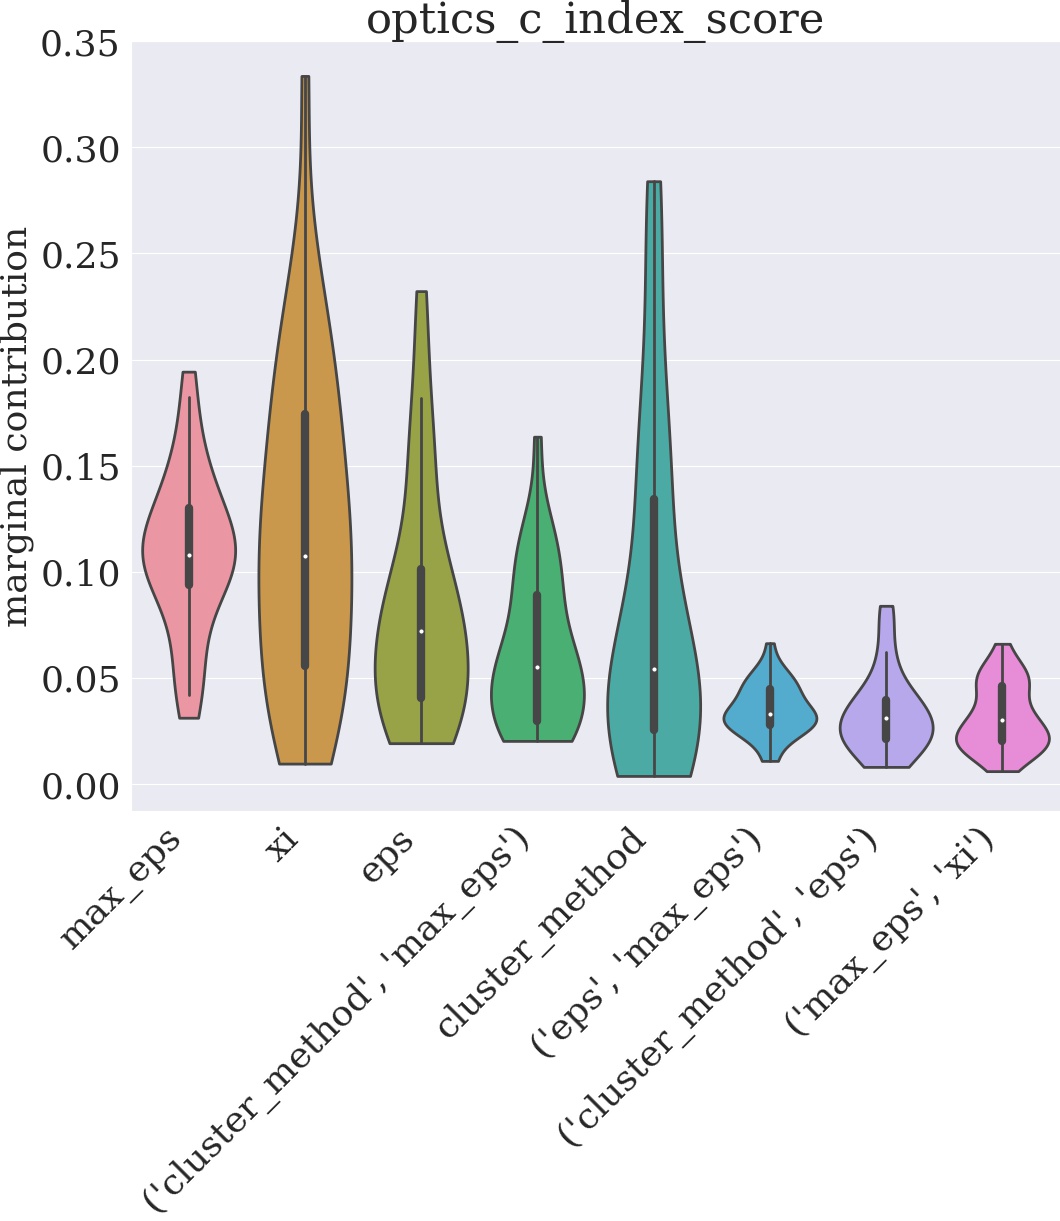 optics_c_index_score
marginal contribution
0.35
0.30
0.25
0.20
0.15
0.10
0.05
0.00
max_eps
xi
eps
('cluster_method', 'max_eps')
cluster_method
('eps', 'max_eps')
('cluster_method', 'eps')
('max_eps', 'xi')